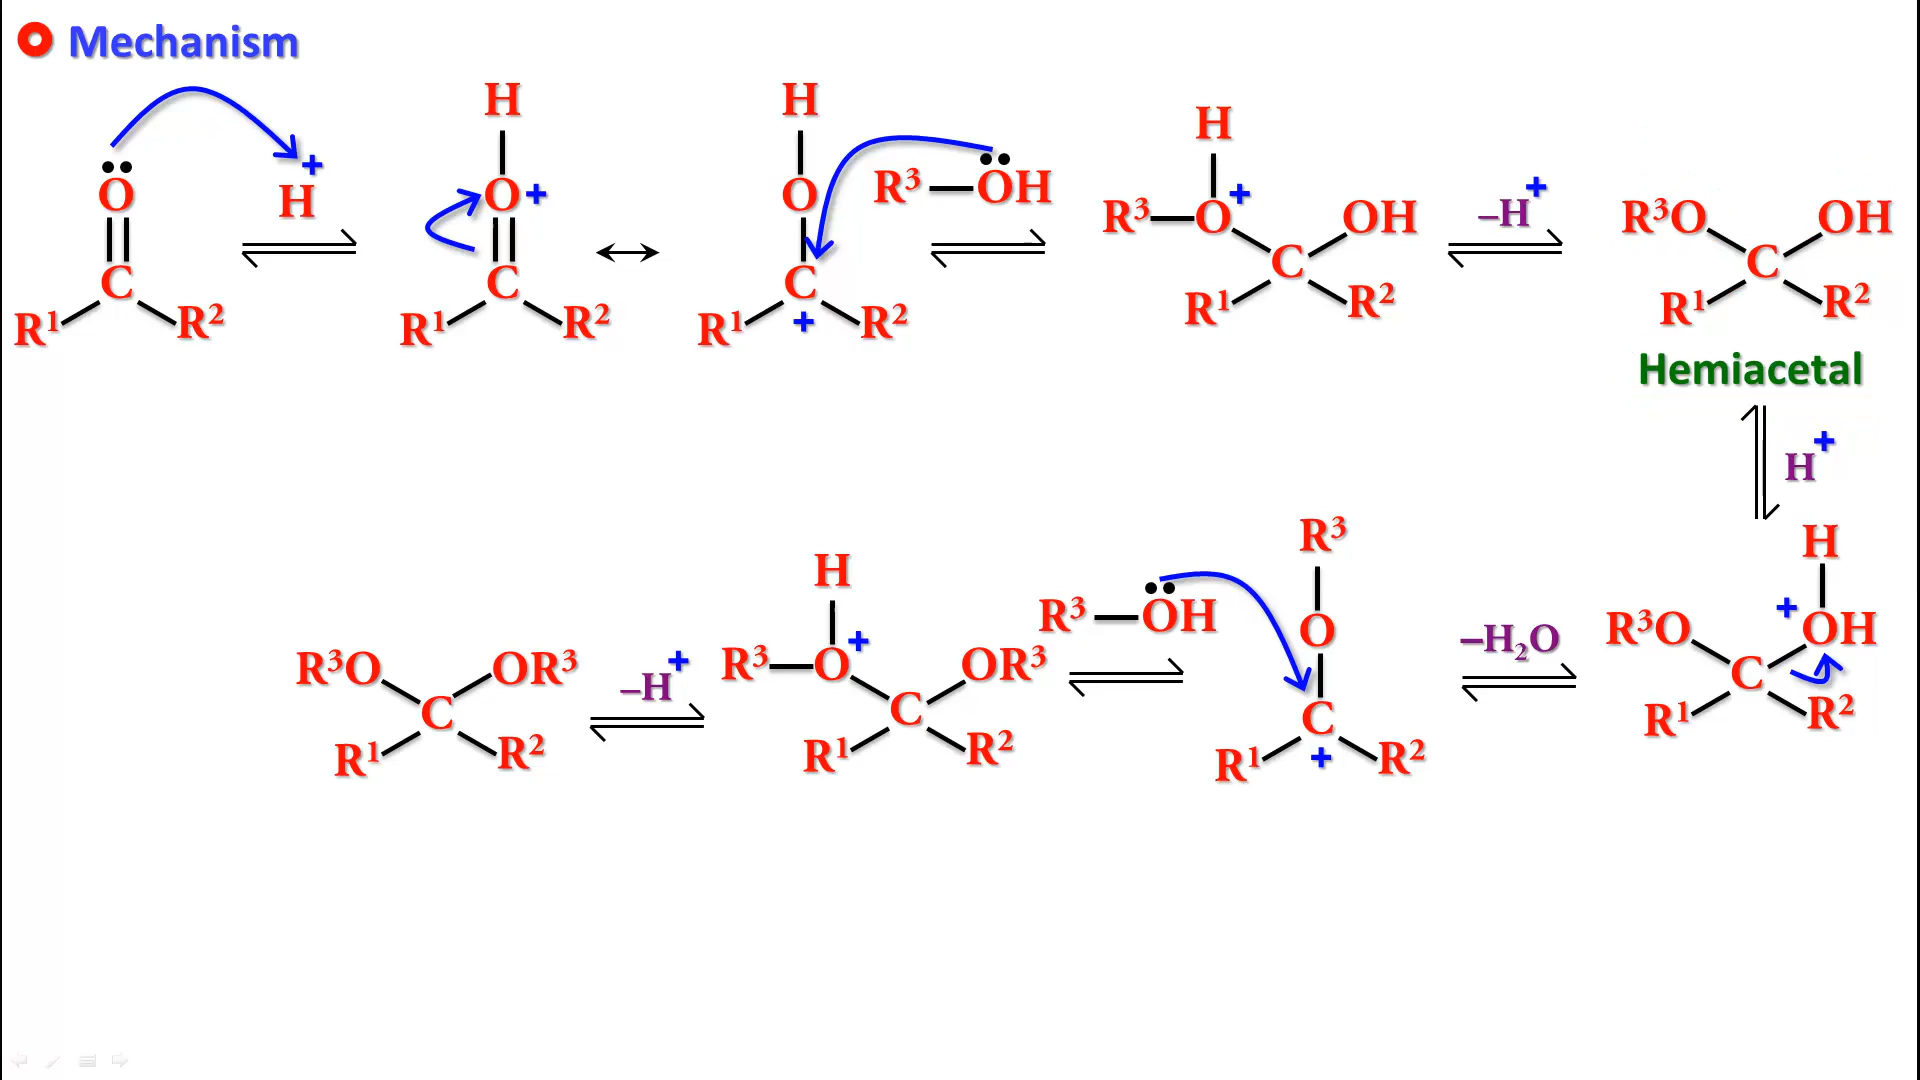 Mechanism
H H H
+ R³—OH +
O H O + O R³—O OH –H⁺ R³O OH
C C C C C
R¹ R² R¹ R² R¹ + R² R¹ R² R¹ R²
Hemiacetal
H⁺
R³ H
H R³—OH + 
R³O OR³ –H⁺ R³—O + OR³ O –H₂O R³O OH
C C C C
R¹ R² R¹ R² R¹ + R² R¹ R²